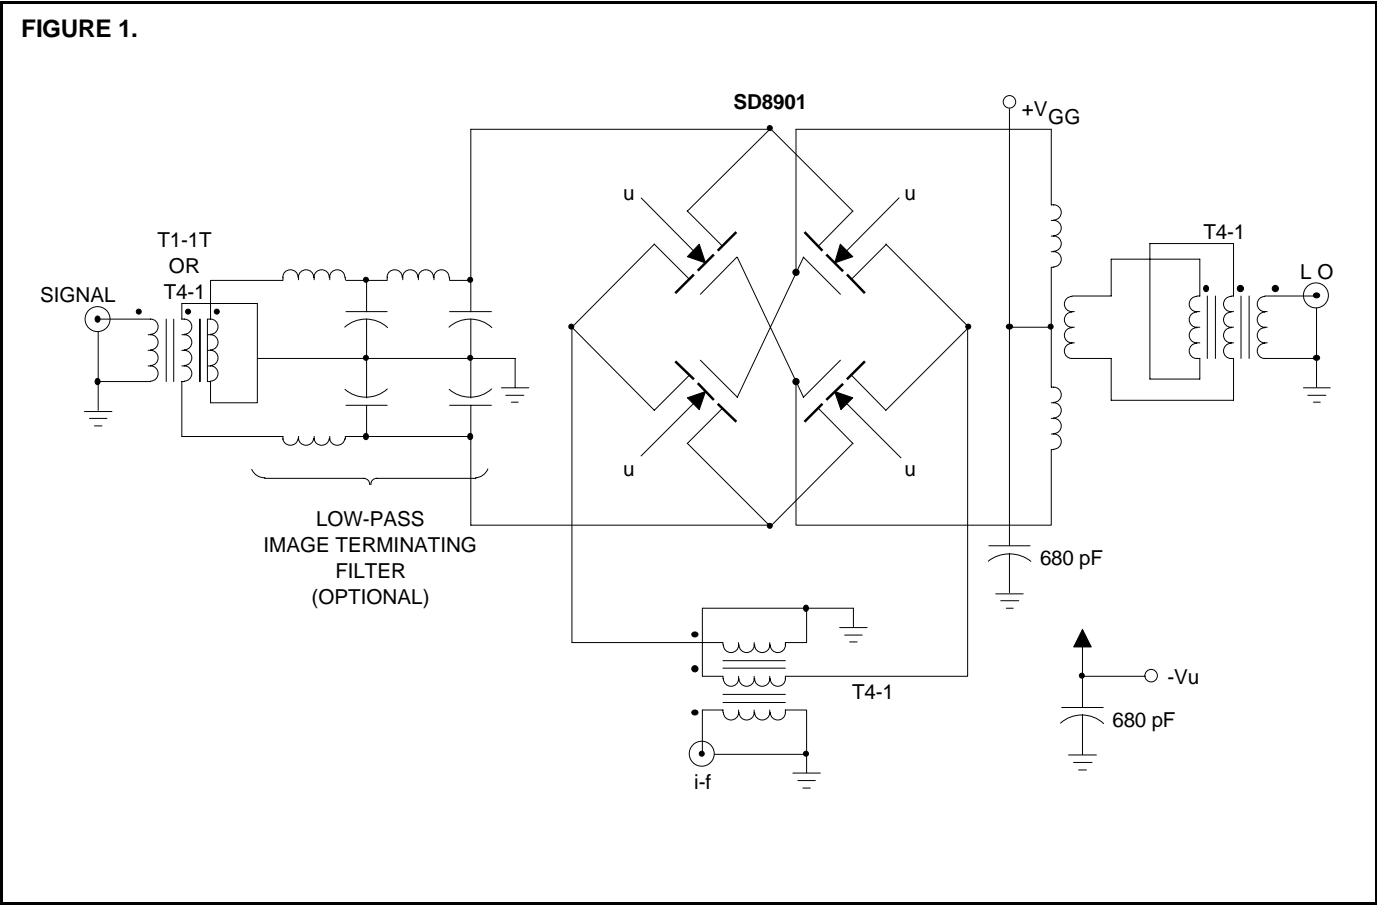 FIGURE 1.
SD8901
+VGG
u
u
T1-1T
OR
T4-1
T4-1
SIGNAL
L O
u
u
LOW-PASS
IMAGE TERMINATING
FILTER
(OPTIONAL)
680 pF
T4-1
-Vu
680 pF
i-f